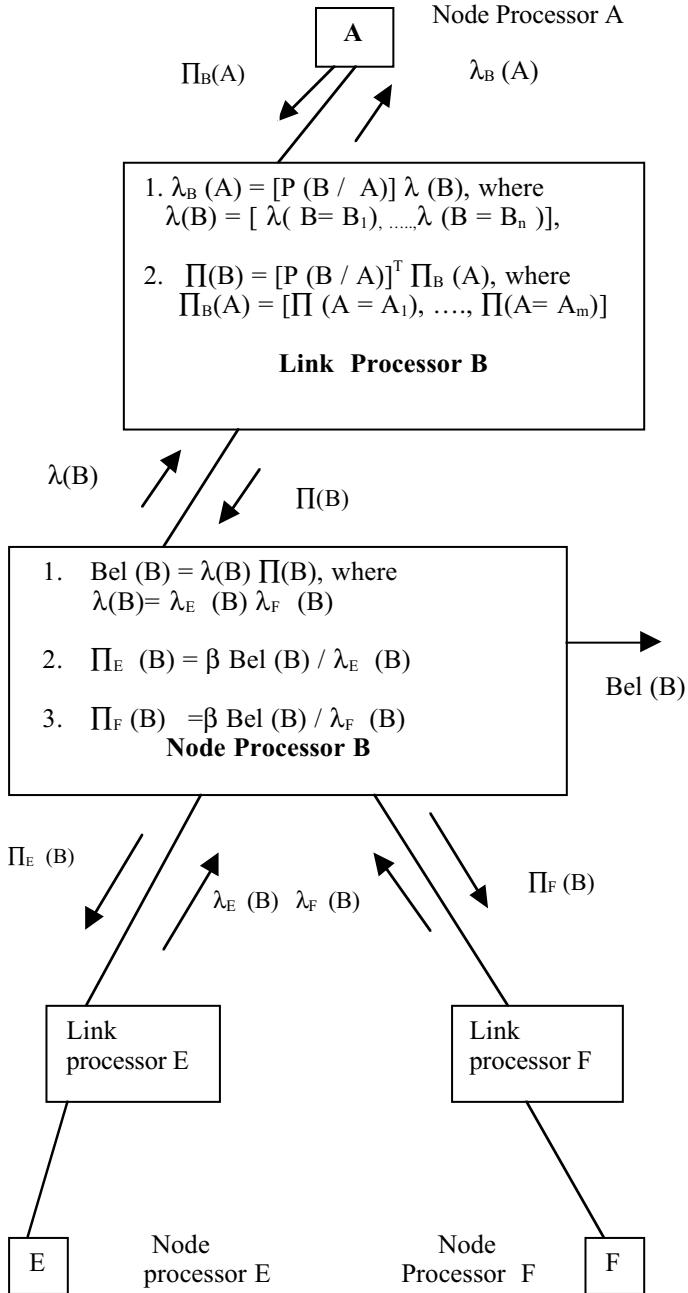 A
Node Processor A
∏B(A)
λB (A)
1. λB (A) = [P (B / A)] λ (B), where
λ(B) = [ λ( B= B1), .....,λ (B = Bn )],
2. ∏(B) = [P (B / A)]T ∏B (A), where
∏B(A) = [∏ (A = A1), …., ∏(A= Am)]
Link Processor B
λ(B)
∏(B)
1. Bel (B) = λ(B) ∏(B), where
λ(B)= λE (B) λF (B)
2. ∏E (B) = β Bel (B) / λE (B)
3. ∏F (B) =β Bel (B) / λF (B)
Node Processor B
Bel (B)
∏E (B)
λE (B) λF (B)
∏F (B)
Link
processor E
Link
processor F
E
Node
processor E
Node
Processor F
F